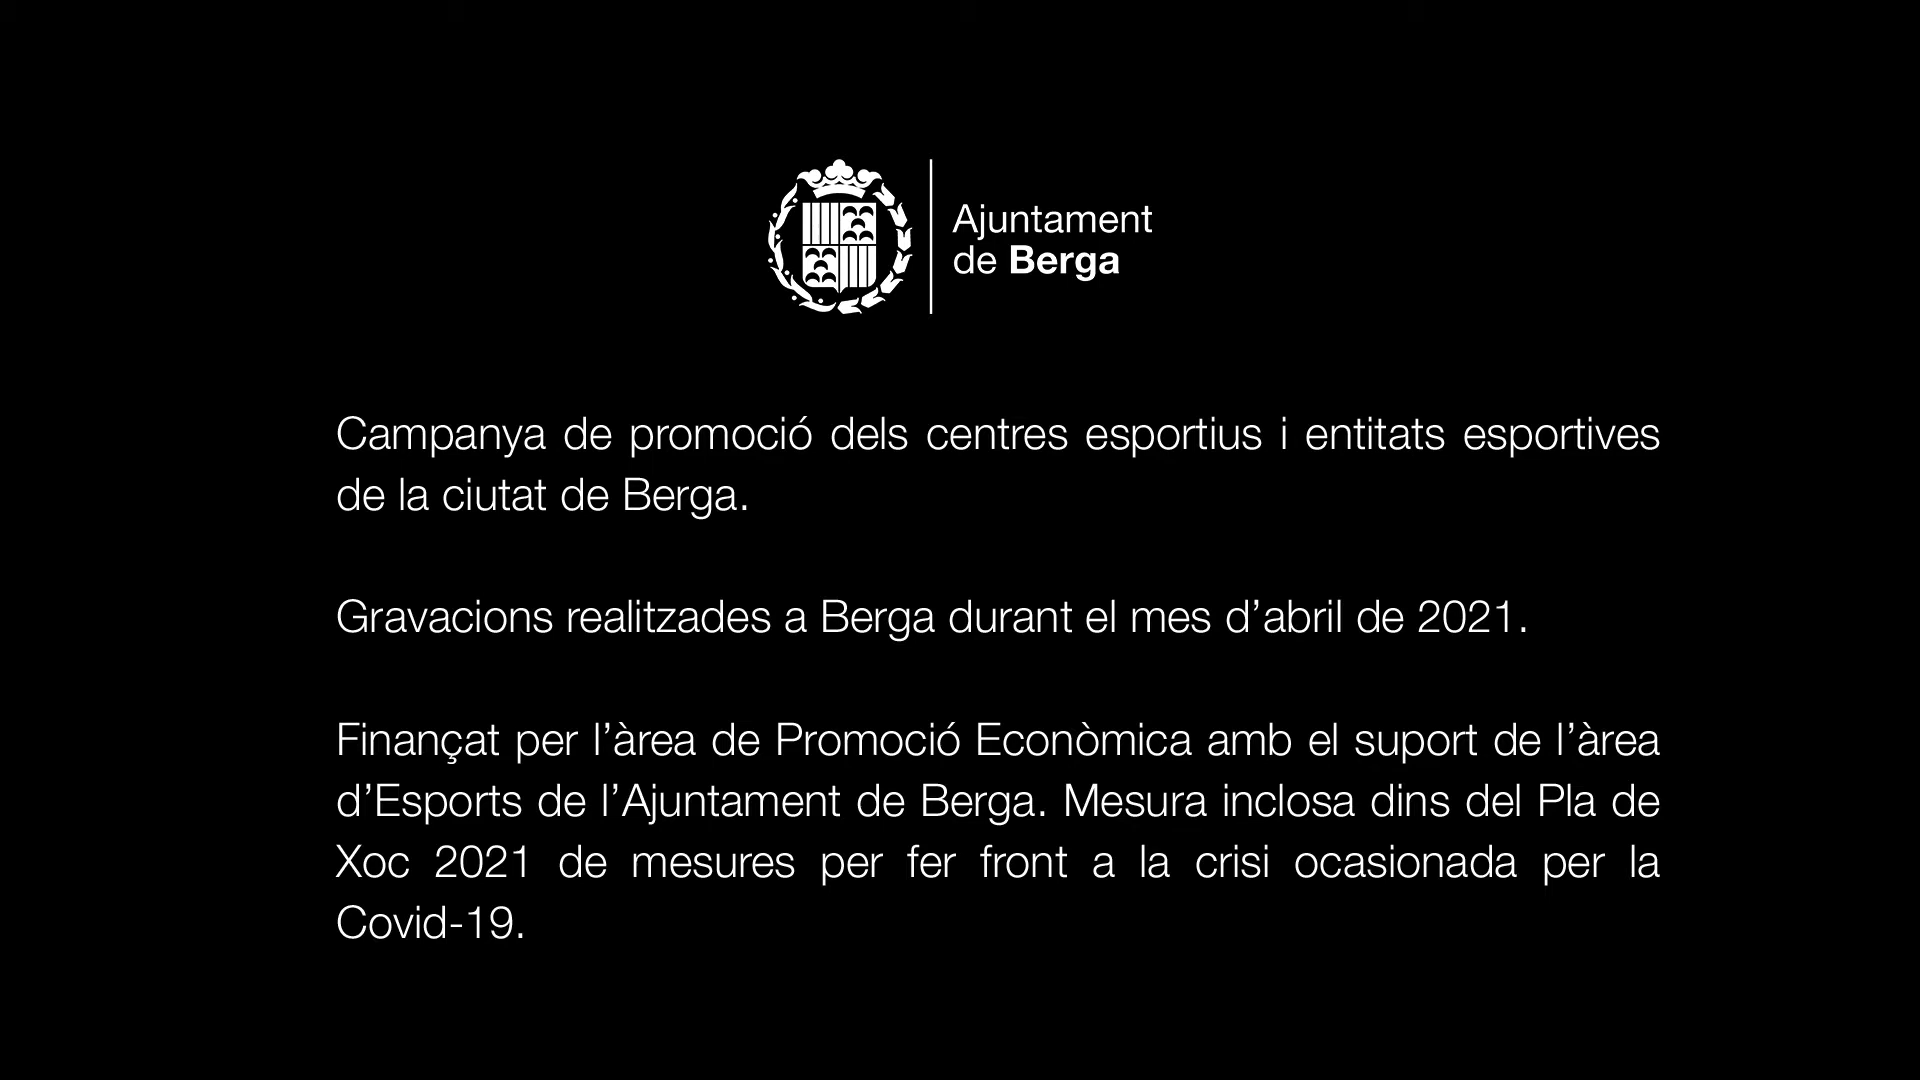 Ajuntament
de Berga
Campanya de promoció dels centres esportius i entitats esportives
de la ciutat de Berga.
Gravacions realitzades a Berga durant el mes d’abril de 2021.
Finançat per l’àrea de Promoció Econòmica amb el suport de l’àrea
d’Esports de l’Ajuntament de Berga. Mesura inclosa dins del Pla de
Xoc 2021 de mesures per fer front a la crisi ocasionada per la
Covid-19.